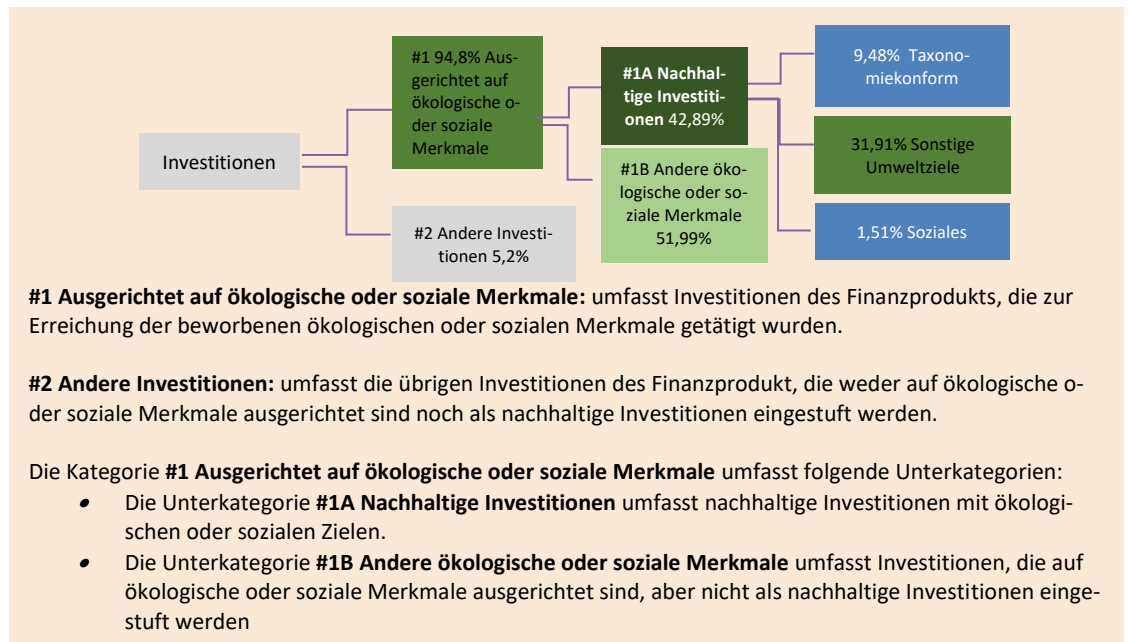 Investitionen
#1 94,8% Aus-
gerichtet auf
ökologische o-
der soziale
Merkmale
#2 Andere Investi-
tionen 5,2%
#1A Nachhal-
tige Investiti-
onen 42,89%
#1B Andere öko-
logische oder so-
ziale Merkmale
51,99%
9,48% Taxono-
miekonform
31,91% Sonstige
Umweltziele
1,51% Soziales
#1 Ausgerichtet auf ökologische oder soziale Merkmale: umfasst Investitionen des Finanzprodukts, die zur
Erreichung der beworbenen ökologischen oder sozialen Merkmale getätigt wurden.
#2 Andere Investitionen: umfasst die übrigen Investitionen des Finanzprodukt, die weder auf ökologische o-
der soziale Merkmale ausgerichtet sind noch als nachhaltige Investitionen eingestuft werden.
Die Kategorie #1 Ausgerichtet auf ökologische oder soziale Merkmale umfasst folgende Unterkategorien:
• Die Unterkategorie #1A Nachhaltige Investitionen umfasst nachhaltige Investitionen mit ökologi-
schen oder sozialen Zielen.
• Die Unterkategorie #1B Andere ökologische oder soziale Merkmale umfasst Investitionen, die auf
ökologische oder soziale Merkmale ausgerichtet sind, aber nicht als nachhaltige Investitionen einge-
stuft werden